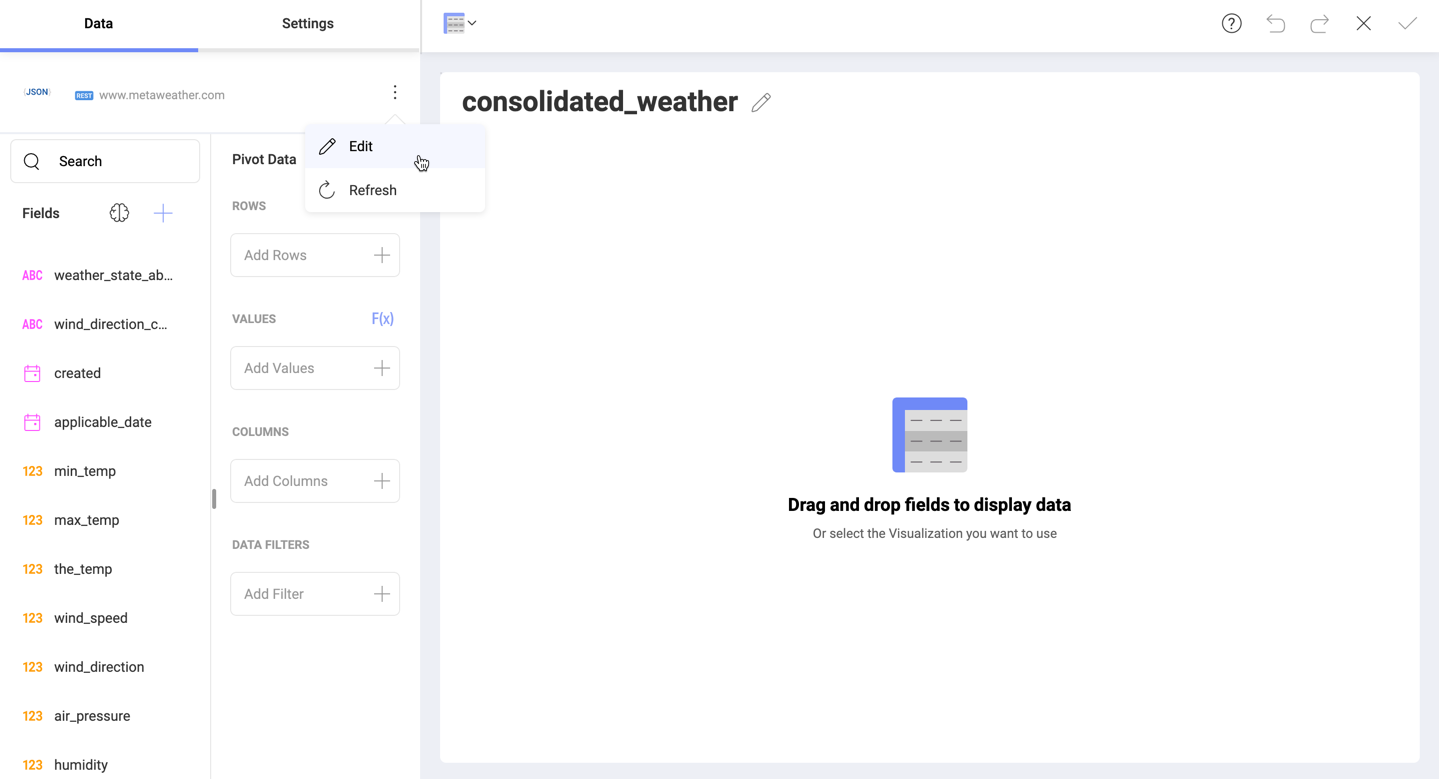 Data
Settings
{JSON}
REST www.metaweather.com
Edit
Refresh
Search
Fields
ABC weather_state_ab...
ABC wind_direction_c...
created
applicable_date
123 min_temp
123 max_temp
123 the_temp
123 wind_speed
123 wind_direction
123 air_pressure
123 humidity
Pivot Data
ROWS
Add Rows
VALUES
F(x)
Add Values
COLUMNS
Add Columns
DATA FILTERS
Add Filter
consolidated_weather
Drag and drop fields to display data
Or select the Visualization you want to use